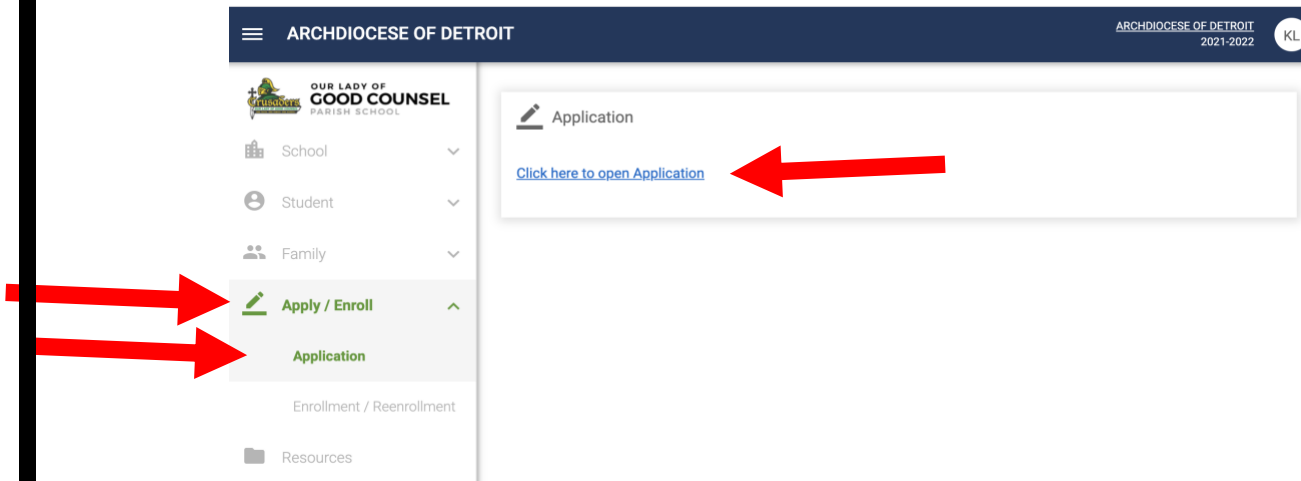 ARCHDIOCESE OF DETROIT
ARCHDIOCESE OF DETROIT
2021-2022
KL
Crusaders
OUR LADY OF
GOOD COUNSEL
PARISH SCHOOL
School
Student
Family
Apply / Enroll
Application
Enrollment / Reenrollment
Resources
Application
Click here to open Application